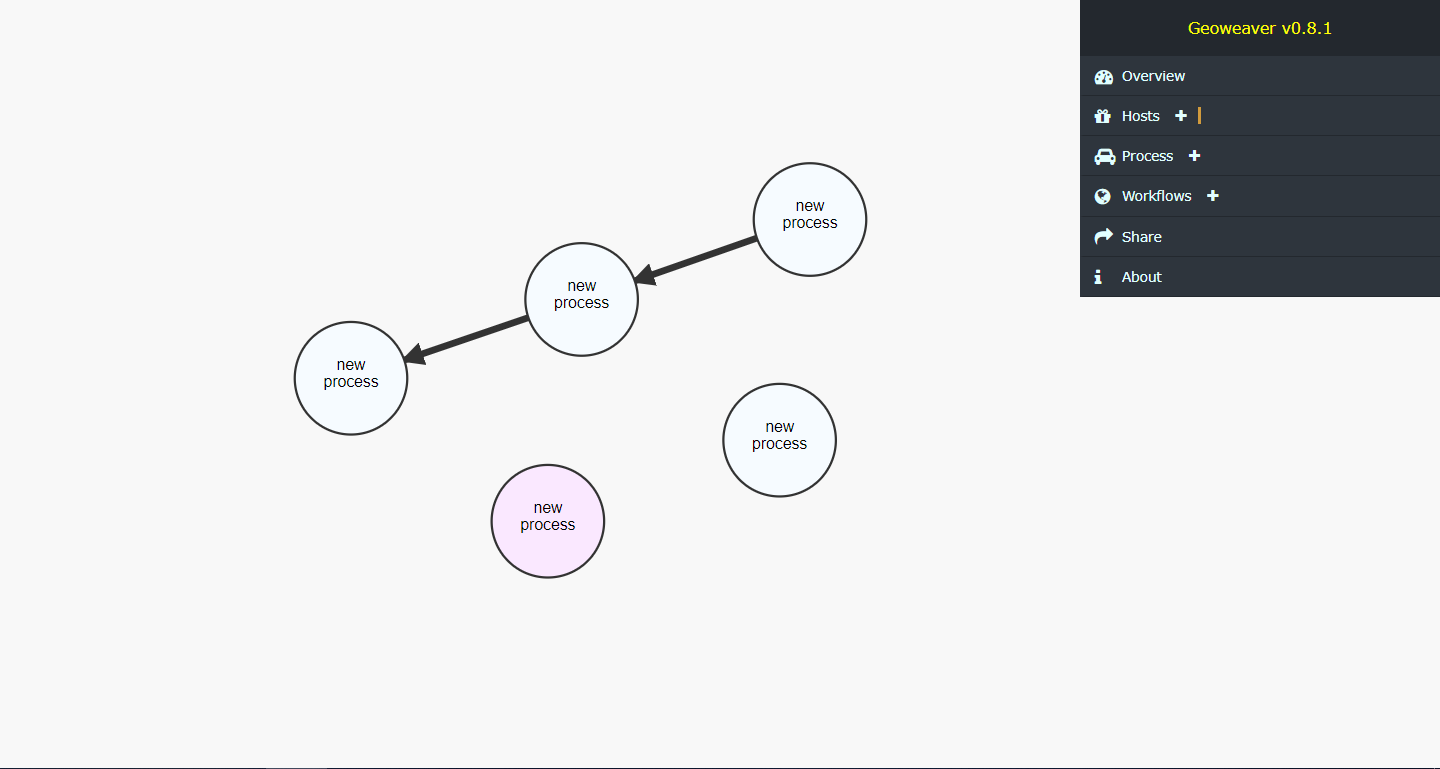 Geoweaver v0.8.1
Overview
Hosts
Process
Workflows
Share
About
new
process
new
process
new
process
new
process
new
process